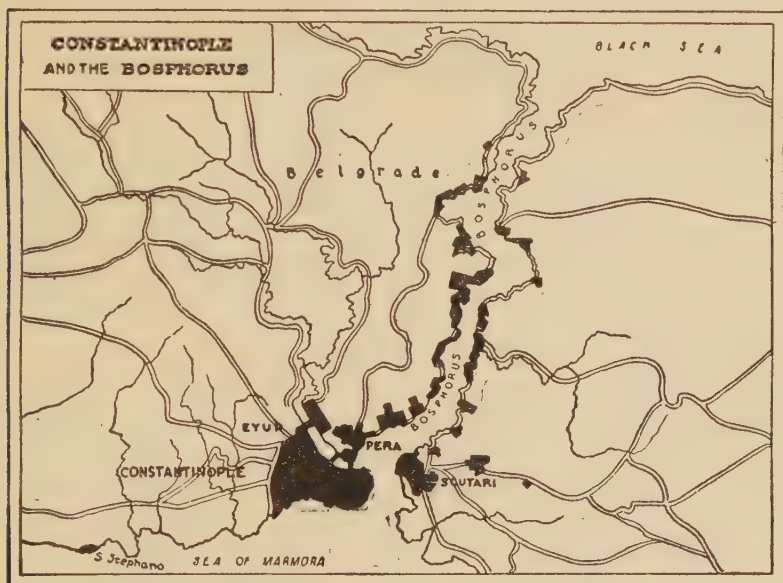 CONSTANTINOPLE
AND THE BOSPHORUS
BLACK SEA
Belgrade
BOSPHORUS
BOSPHORUS
EYUB
PERA
CONSTANTINOPLE
SCUTARI
S Stephano
SEA OF MARMORA